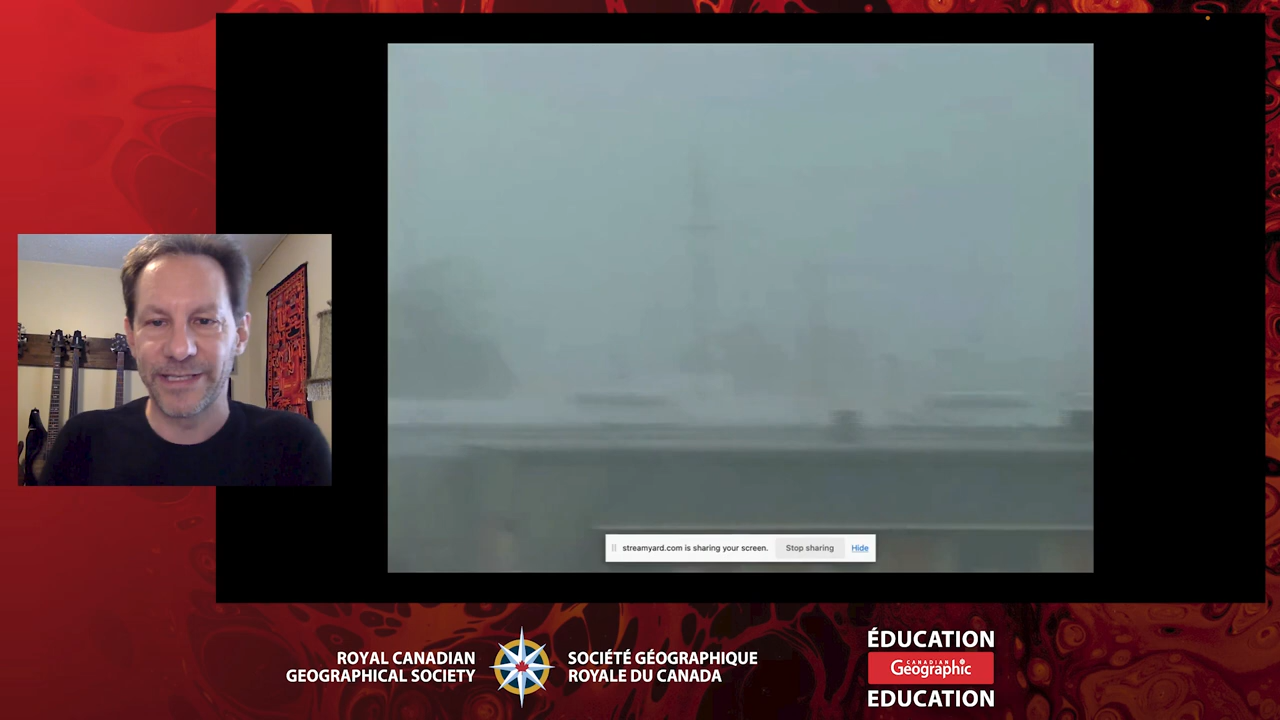 streamyard.com is sharing your screen. Stop sharing Hide
ROYAL CANADIAN
GEOGRAPHICAL SOCIETY
SOCIÉTÉ GÉOGRAPHIQUE
ROYALE DU CANADA
ÉDUCATION
CANADIAN
Geographic
EDUCATION